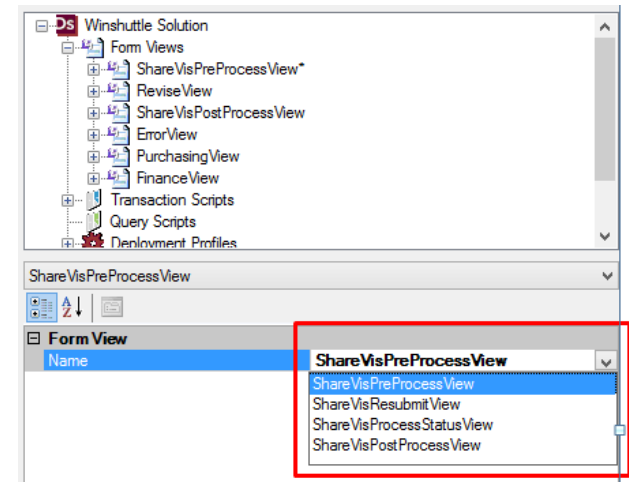 Ds Winshuttle Solution
Form Views
ShareVisPreProcessView*
ReviseView
ShareVisPostProcessView
ErrorView
PurchasingView
FinanceView
Transaction Scripts
Query Scripts
Deployment Profiles
ShareVisPreProcessView
A Z
Form View
Name ShareVisPreProcessView
ShareVisPreProcessView
ShareVisResubmitView
ShareVisProcessStatusView
ShareVisPostProcessView